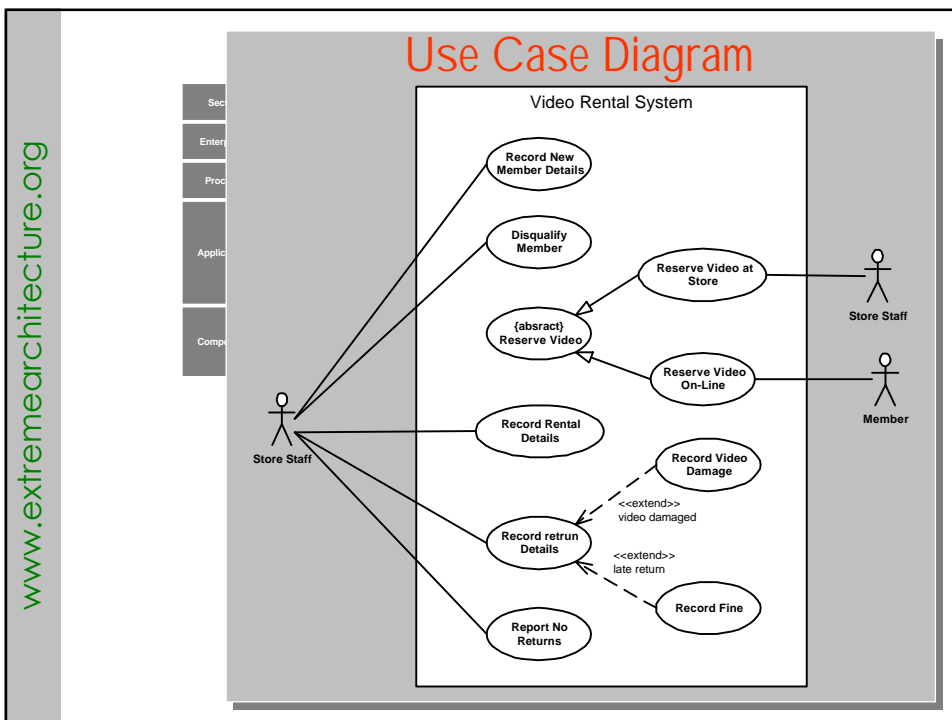 www.extremearchitecture.org
Use Case Diagram
Video Rental System
Record New
Member Details
Disqualify
Member
Reserve Video at
Store
Store Staff
{absract}
Reserve Video
Reserve Video
On-Line
Member
Record Rental
Details
Store Staff
Record Video
Damage
<<extend>>
video damaged
Record retrun
Details
<<extend>>
late return
Record Fine
Report No
Returns